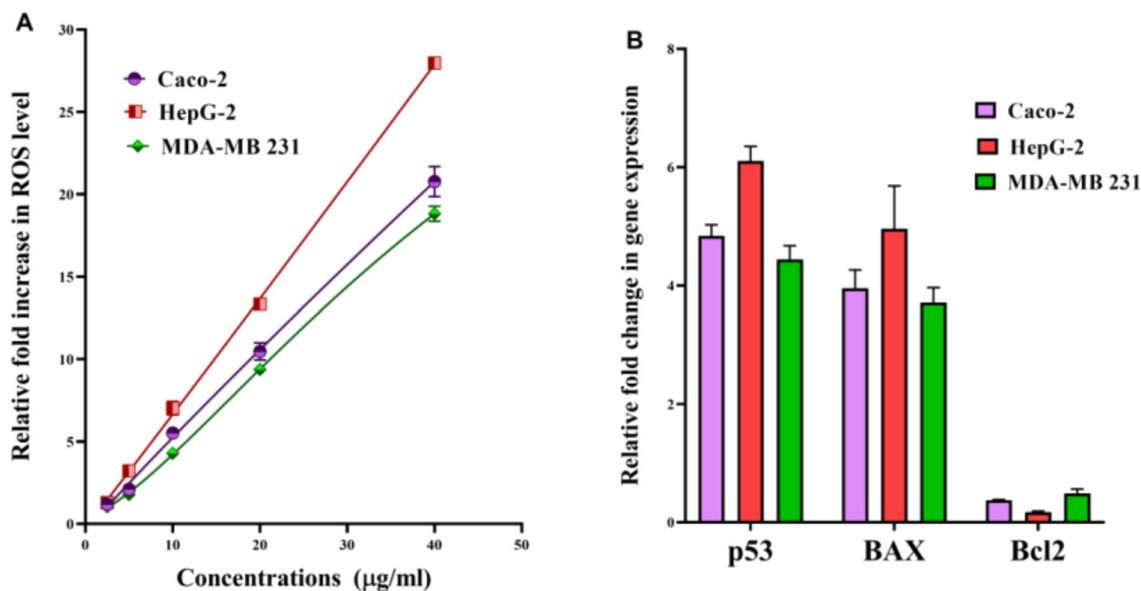 A
Relative fold increase in ROS level
30
25
20
15
10
5
0
Caco-2
HepG-2
MDA-MB 231
0 10 20 30 40 50
Concentrations (µg/ml)
B
Relative fold change in gene expression
8
6
4
2
0
Caco-2
HepG-2
MDA-MB 231
p53 BAX Bcl2